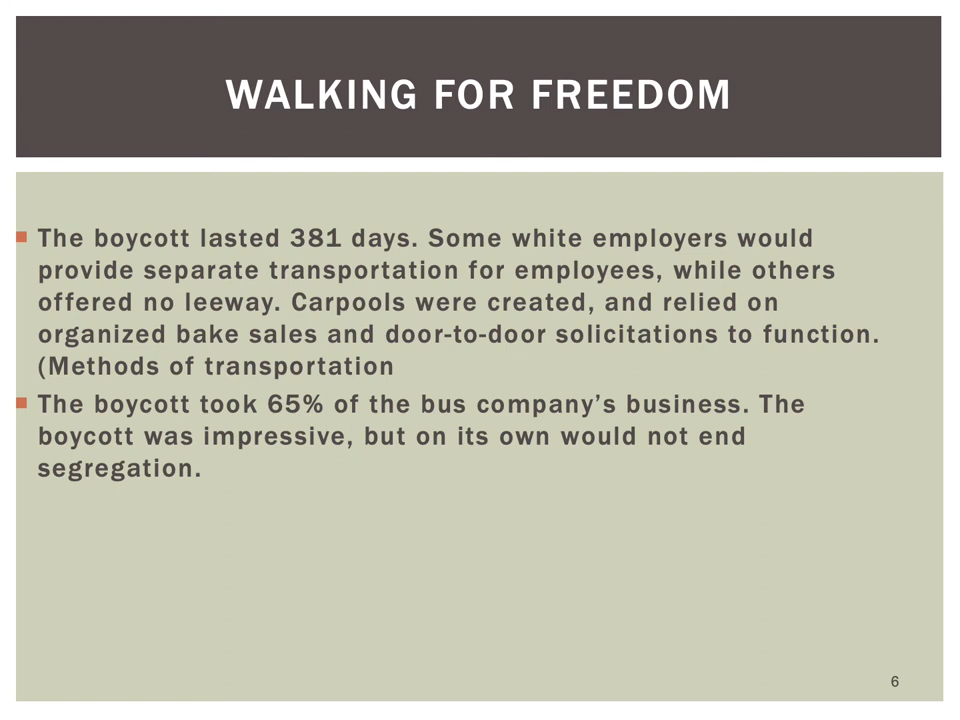 WALKING FOR FREEDOM
The boycott lasted 381 days. Some white employers would
provide separate transportation for employees, while others
offered no leeway. Carpools were created, and relied on
organized bake sales and door-to-door solicitations to function.
(Methods of transportation
The boycott took 65% of the bus company’s business. The
boycott was impressive, but on its own would not end
segregation.
6